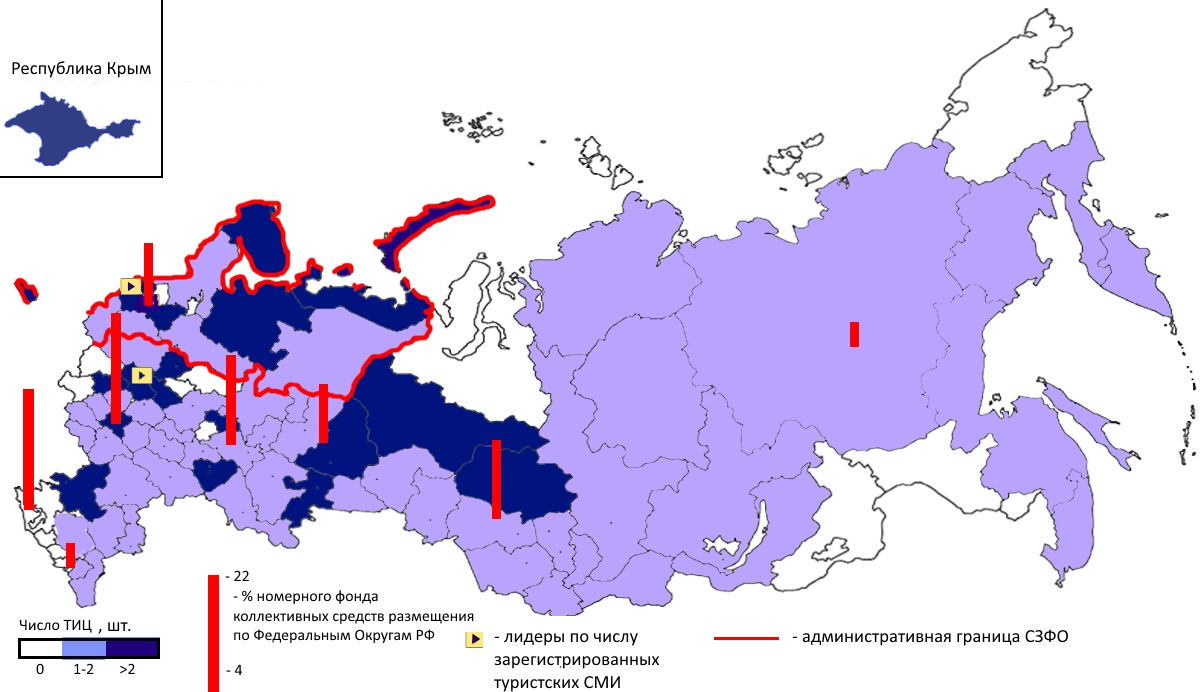 Республика Крым
- 22
- % номерного фонда
коллективных средств размещения
по Федеральным Округам РФ
- 4
Число ТИЦ , шт.
0 1-2 >2
- лидеры по числу
зарегистрированных
туристских СМИ
- административная граница СЗФО